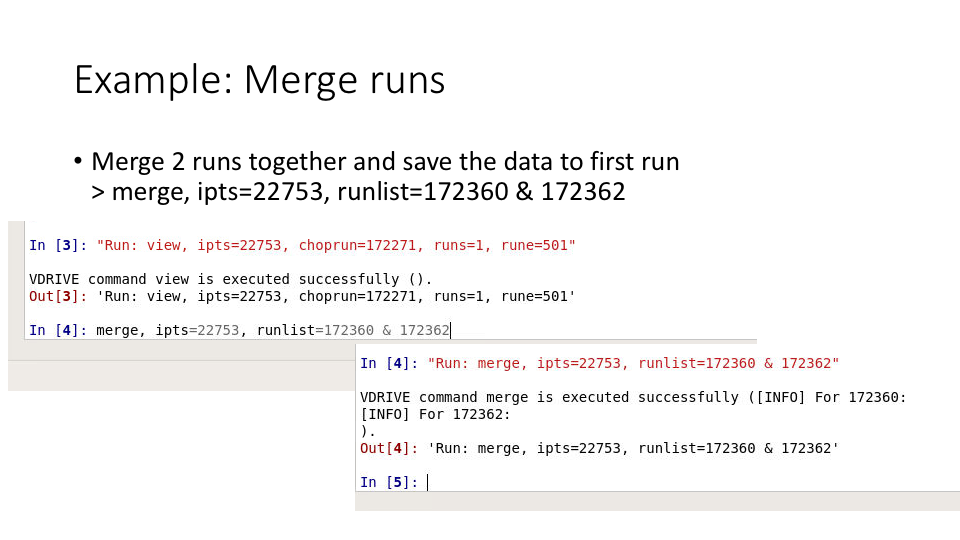 Example: Merge runs
• Merge 2 runs together and save the data to first run
> merge, ipts=22753, runlist=172360 & 172362
In [3]: "Run: view, ipts=22753, choprun=172271, runs=1, rune=501"
VDRIVE command view is executed successfully ().
Out[3]: 'Run: view, ipts=22753, choprun=172271, runs=1, rune=501'
In [4]: merge, ipts=22753, runlist=172360 & 172362
In [4]: "Run: merge, ipts=22753, runlist=172360 & 172362"
VDRIVE command merge is executed successfully ([INFO] For 172360:
[INFO] For 172362:
).
Out[4]: 'Run: merge, ipts=22753, runlist=172360 & 172362'
In [5]: